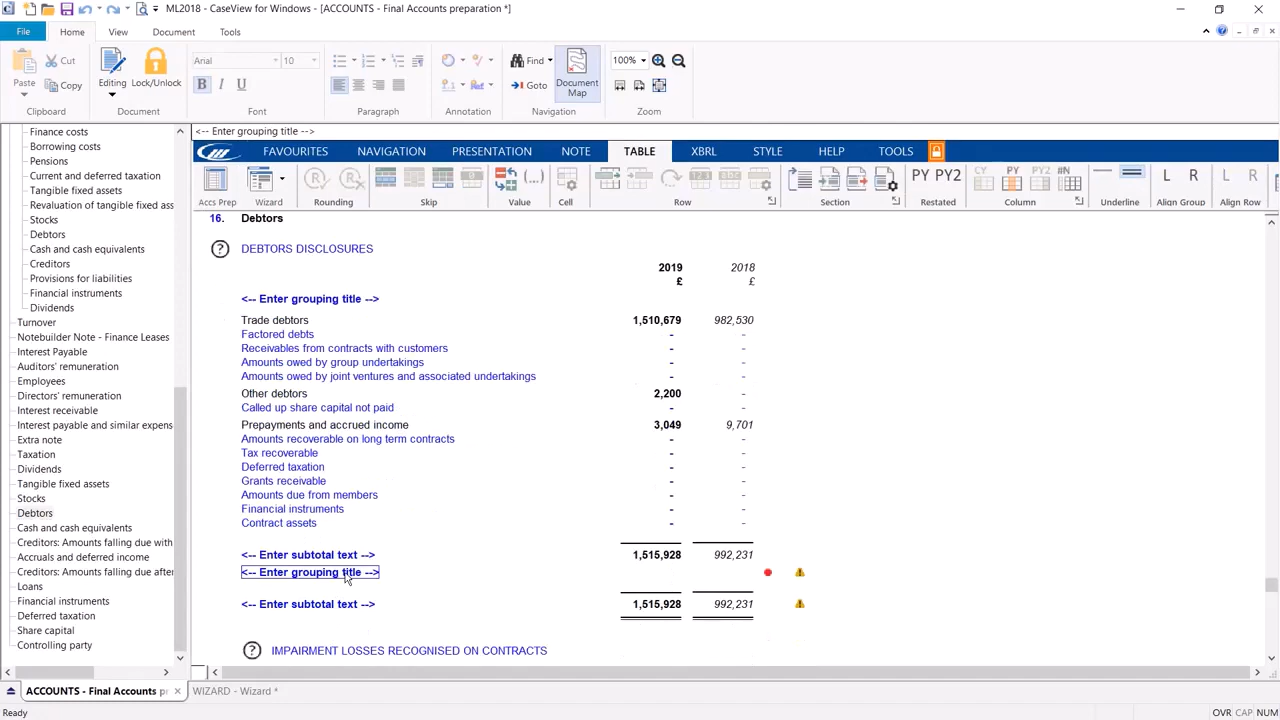 ML2018 - CaseView for Windows - [ACCOUNTS - Final Accounts preparation *]
File Home View Document Tools
Paste Cut Copy Clipboard
Editing Lock/Unlock Document
Arial 10 B I U Font
Paragraph
Annotation
Find Goto Document Map Navigation
100% Zoom
<-- Enter grouping title -->
FAVOURITES NAVIGATION PRESENTATION NOTE TABLE XBRL STYLE HELP TOOLS
Accs Prep Wizard Rounding Skip Value Cell Row Section PY PY2 Restated CY PY PY2 #N Column Underline L R Align Group L R Align Row
Finance costs
Borrowing costs
Pensions
Current and deferred taxation
Tangible fixed assets
Revaluation of tangible fixed ass
Stocks
Debtors
Cash and cash equivalents
Creditors
Provisions for liabilities
Financial instruments
Dividends
Turnover
Notebuilder Note - Finance Leases
Interest Payable
Auditors' remuneration
Employees
Directors' remuneration
Interest receivable
Interest payable and similar expens
Extra note
Taxation
Dividends
Tangible fixed assets
Stocks
Debtors
Cash and cash equivalents
Creditors: Amounts falling due with
Accruals and deferred income
Creditors: Amounts falling due after
Loans
Financial instruments
Deferred taxation
Share capital
Controlling party
16. Debtors
? DEBTORS DISCLOSURES
2019 2018
£ £
<-- Enter grouping title -->
Trade debtors 1,510,679 982,530
Factored debts - -
Receivables from contracts with customers - -
Amounts owed by group undertakings - -
Amounts owed by joint ventures and associated undertakings - -
Other debtors 2,200 -
Called up share capital not paid - -
Prepayments and accrued income 3,049 9,701
Amounts recoverable on long term contracts - -
Tax recoverable - -
Deferred taxation - -
Grants receivable - -
Amounts due from members - -
Financial instruments - -
Contract assets - -
<-- Enter subtotal text --> 1,515,928 992,231
<-- Enter grouping title -->
<-- Enter subtotal text --> 1,515,928 992,231
? IMPAIRMENT LOSSES RECOGNISED ON CONTRACTS
ACCOUNTS - Final Accounts pr × WIZARD - Wizard *
Ready OVR CAP NUM